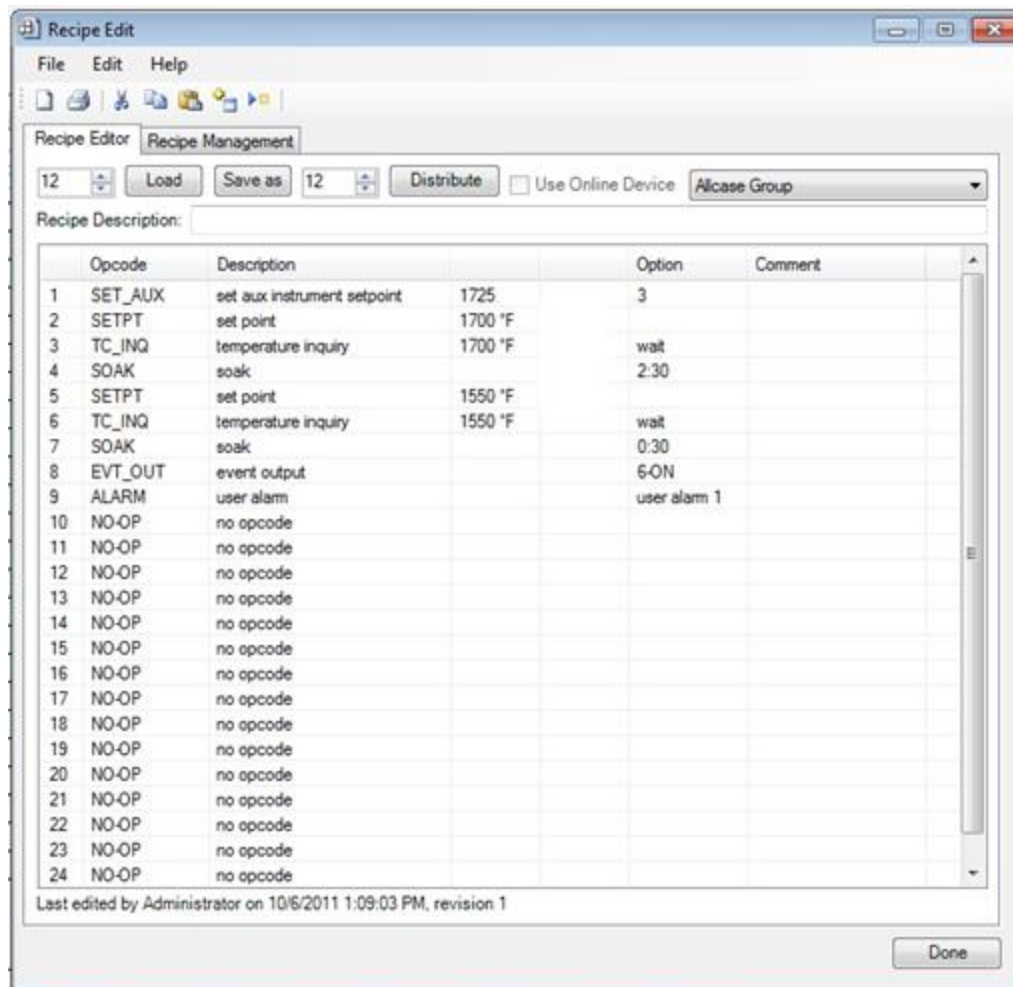 Recipe Edit
File Edit Help
Recipe Editor Recipe Management
12 Load Save as 12 Distribute Use Online Device Allcase Group
Recipe Description:
Opcode Description Option Comment
1 SET_AUX set aux instrument setpoint 1725 3
2 SETPT set point 1700 °F
3 TC_INQ temperature inquiry 1700 °F wait
4 SOAK soak 2:30
5 SETPT set point 1550 °F
6 TC_INQ temperature inquiry 1550 °F wait
7 SOAK soak 0:30
8 EVT_OUT event output 6-ON
9 ALARM user alarm user alarm 1
10 NO-OP no opcode
11 NO-OP no opcode
12 NO-OP no opcode
13 NO-OP no opcode
14 NO-OP no opcode
15 NO-OP no opcode
16 NO-OP no opcode
17 NO-OP no opcode
18 NO-OP no opcode
19 NO-OP no opcode
20 NO-OP no opcode
21 NO-OP no opcode
22 NO-OP no opcode
23 NO-OP no opcode
24 NO-OP no opcode
Last edited by Administrator on 10/6/2011 1:09:03 PM, revision 1
Done